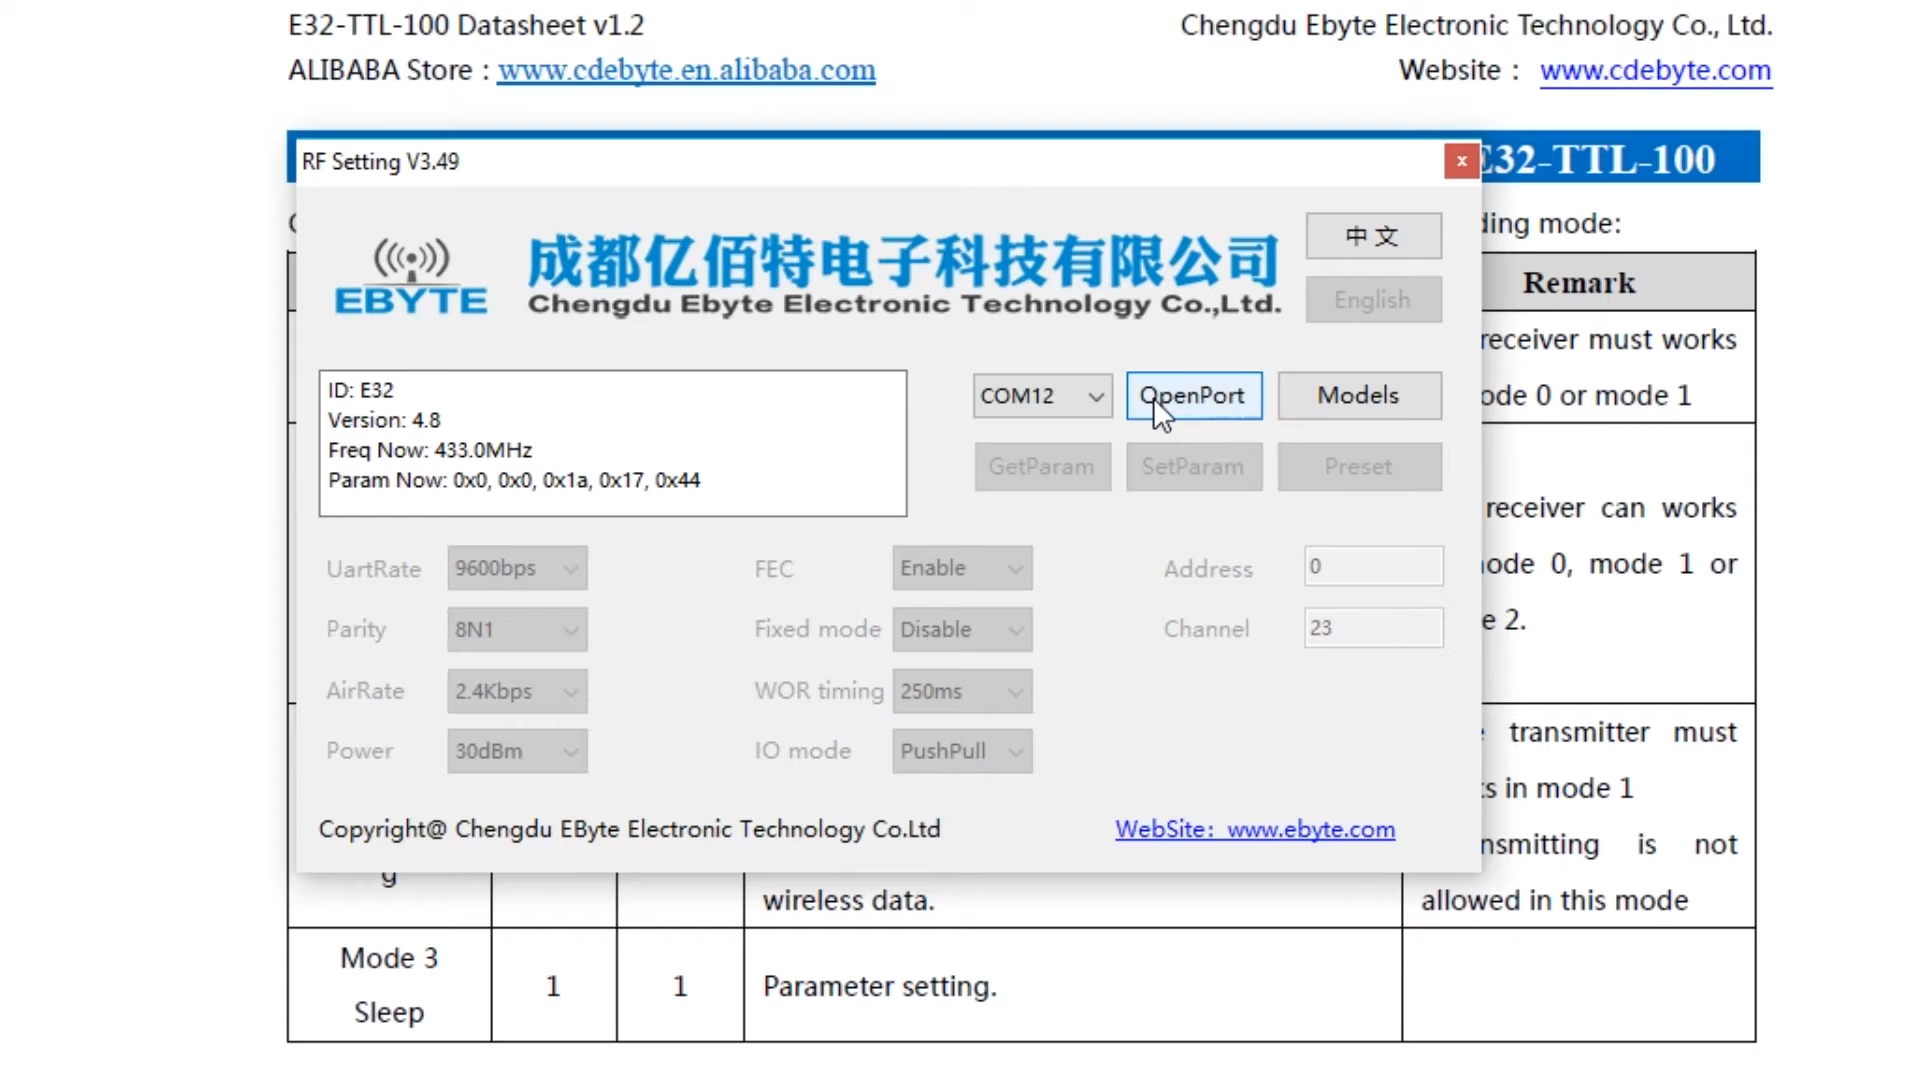 E32-TTL-100 Datasheet v1.2
Chengdu Ebyte Electronic Technology Co., Ltd.
ALIBABA Store : www.cdebyte.en.alibaba.com
Website : www.cdebyte.com
E32-TTL-100
RF Setting V3.49
x
ding mode:
EBYTE
成都亿佰特电子科技有限公司
Chengdu Ebyte Electronic Technology Co.,Ltd.
中文
English
Remark
receiver must works
ode 0 or mode 1
ID: E32
Version: 4.8
Freq Now: 433.0MHz
Param Now: 0x0, 0x0, 0x1a, 0x17, 0x44
COM12
OpenPort
Models
GetParam
SetParam
Preset
receiver can works
ode 0, mode 1 or
e 2.
UartRate 9600bps
FEC Enable
Address 0
Parity 8N1
Fixed mode Disable
Channel 23
AirRate 2.4Kbps
WOR timing 250ms
Power 30dBm
IO mode PushPull
transmitter must
s in mode 1
nsmitting is not
allowed in this mode
Copyright@ Chengdu EByte Electronic Technology Co.Ltd
WebSite: www.ebyte.com
g
wireless data.
Mode 3
Sleep
1
1
Parameter setting.